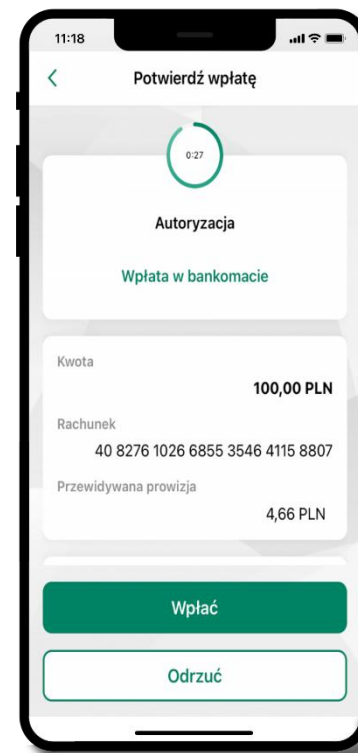 11:18
Potwierdź wpłatę
0:27
Autoryzacja
Wpłata w bankomacie
Kwota
100,00 PLN
Rachunek
40 8276 1026 6855 3546 4115 8807
Przewidywana prowizja
4,66 PLN
Wpłać
Odrzuć